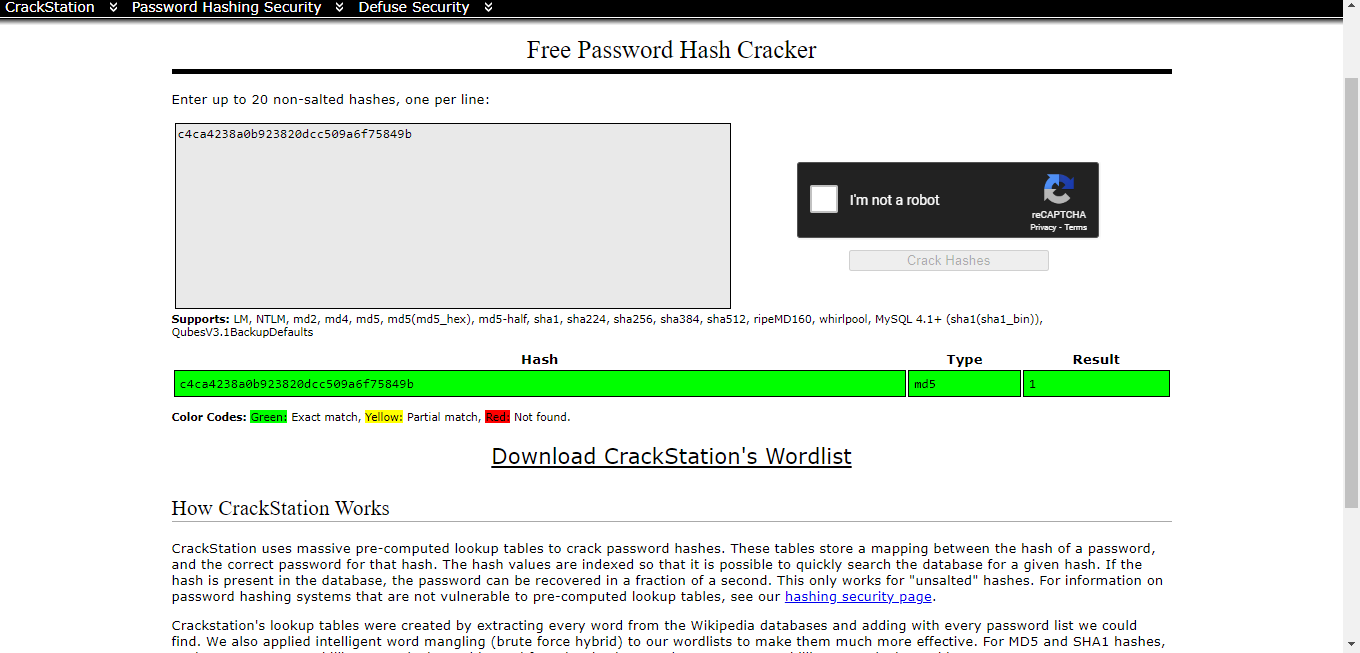 CrackStation Password Hashing Security Defuse Security
Free Password Hash Cracker
Enter up to 20 non-salted hashes, one per line:
c4ca4238a0b923820dcc509a6f75849b
I'm not a robot
reCAPTCHA
Privacy - Terms
Crack Hashes
Supports: LM, NTLM, md2, md4, md5, md5(md5_hex), md5-half, sha1, sha224, sha256, sha384, sha512, ripeMD160, whirlpool, MySQL 4.1+ (sha1(sha1_bin)),
QubesV3.1BackupDefaults
Hash Type Result
c4ca4238a0b923820dcc509a6f75849b md5 1
Color Codes: Green: Exact match, Yellow: Partial match, Red: Not found.
Download CrackStation's Wordlist
How CrackStation Works
CrackStation uses massive pre-computed lookup tables to crack password hashes. These tables store a mapping between the hash of a password,
and the correct password for that hash. The hash values are indexed so that it is possible to quickly search the database for a given hash. If the
hash is present in the database, the password can be recovered in a fraction of a second. This only works for "unsalted" hashes. For information on
password hashing systems that are not vulnerable to pre-computed lookup tables, see our hashing security page.
Crackstation's lookup tables were created by extracting every word from the Wikipedia databases and adding with every password list we could
find. We also applied intelligent word mangling (brute force hybrid) to our wordlists to make them much more effective. For MD5 and SHA1 hashes,